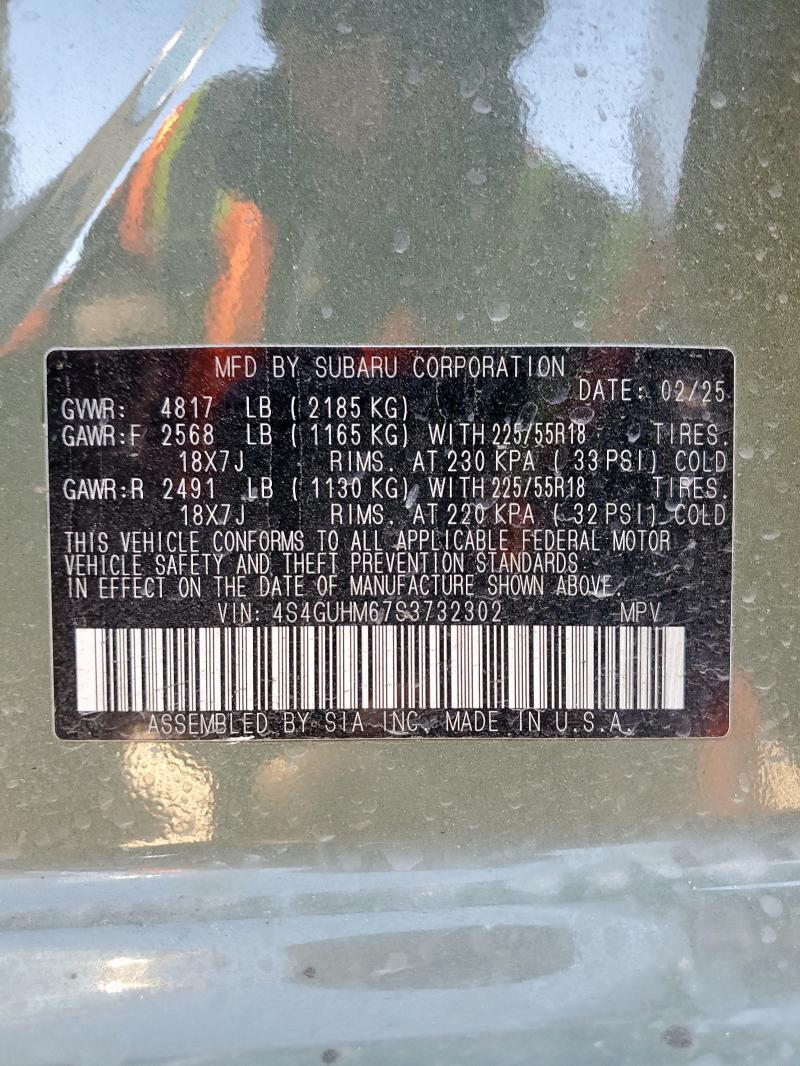 MFD BY SUBARU CORPORATION
DATE: 02/25
GVWR: 4817 LB ( 2185 KG)
GAWR:F 2568 LB ( 1165 KG) WITH 225/55R18 TIRES.
18X7J RIMS. AT 230 KPA ( 33 PSI) COLD
GAWR:R 2491 LB ( 1130 KG) WITH 225/55R18 TIRES.
18X7J RIMS. AT 220 KPA ( 32 PSI) COLD
THIS VEHICLE CONFORMS TO ALL APPLICABLE FEDERAL MOTOR
VEHICLE SAFETY AND THEFT PREVENTION STANDARDS
IN EFFECT ON THE DATE OF MANUFACTURE SHOWN ABOVE.
VIN: 4S4GUHM67S3732302 MPV
ASSEMBLED BY SIA INC. MADE IN U.S.A.